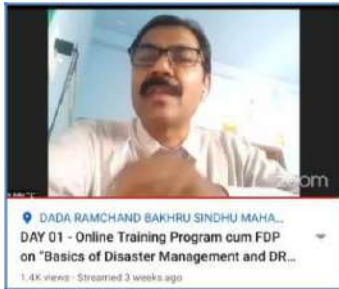 zoom
DADA RAMCHAND BAKHRU SINDHU MAHA...
DAY 01 - Online Training Program cum FDP
on "Basics of Disaster Management and DR...
1.4K views · Streamed 3 weeks ago